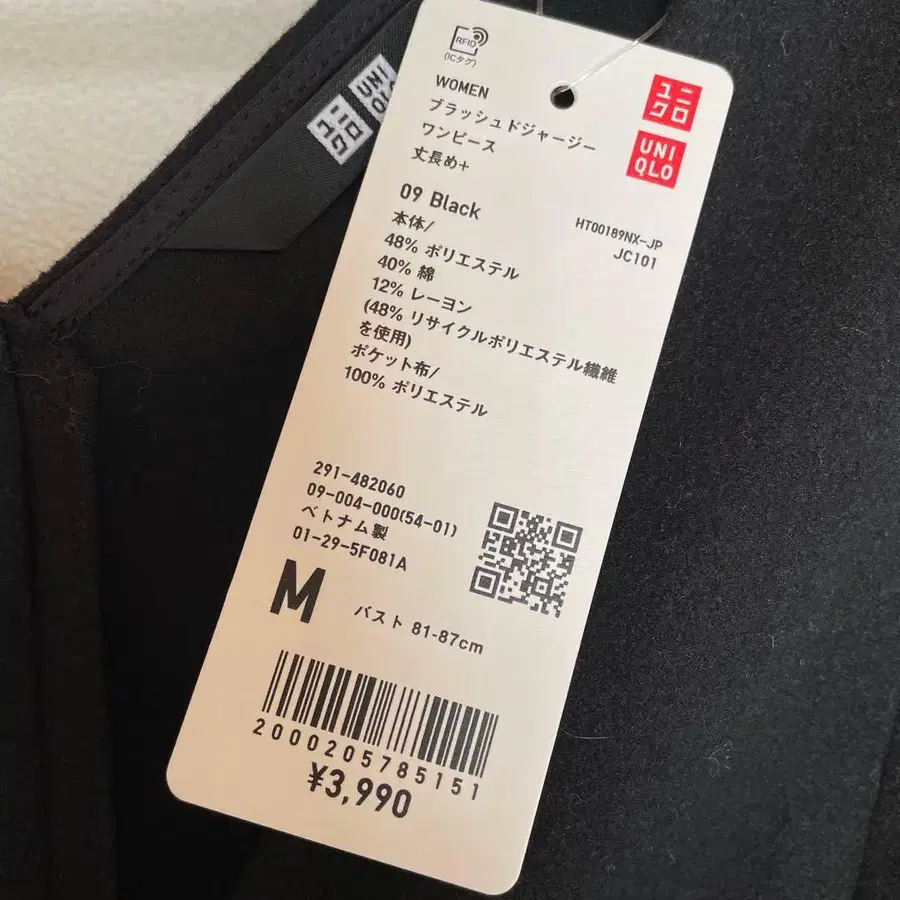 RFID
(ICタグ)
ユニ
クロ
UNI
QLO
WOMEN
ブラッシュドジャージー
ワンピース
丈長め+
ユニ
クロ
UNI
QLO
09 Black
HT00189NX-JP
JC101
本体/
48% ポリエステル
40% 綿
12% レーヨン
(48% リサイクルポリエステル繊維
を使用)
ポケット布/
100% ポリエステル
291-482060
09-004-000(54-01)
ベトナム製
01-29-5F081A
M
バスト 81-87cm
2000205785151
¥3,990